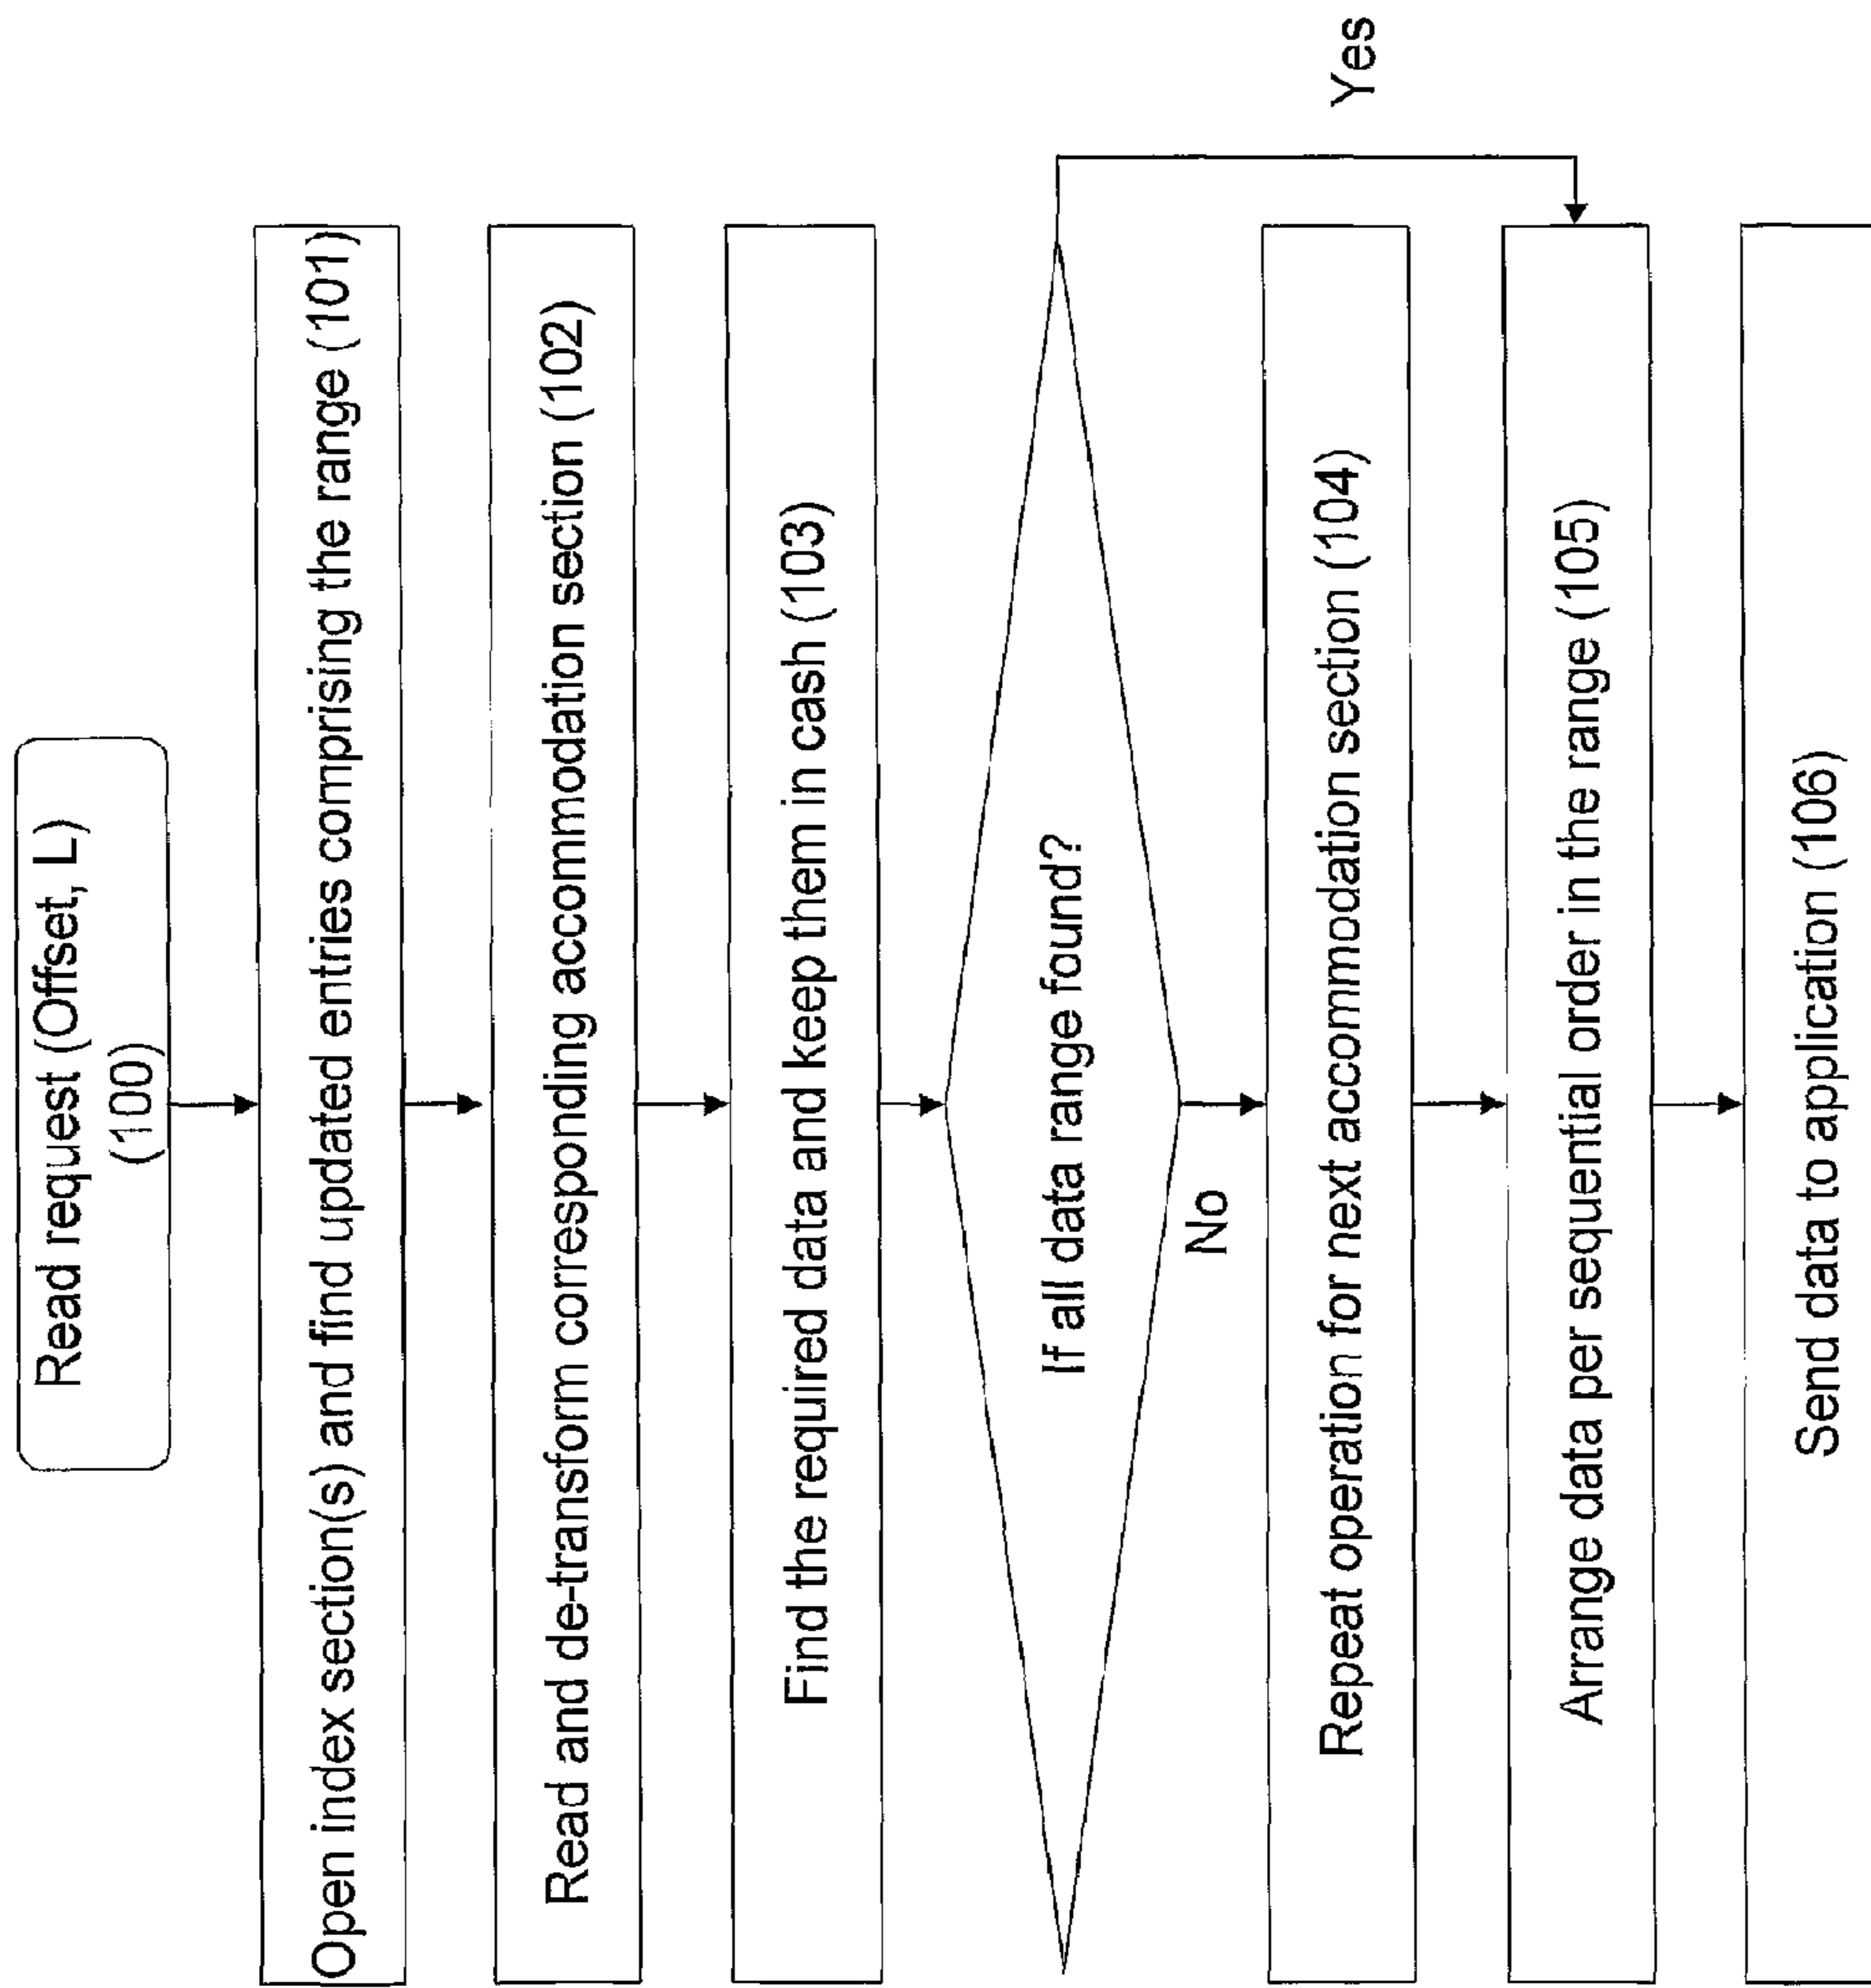 Read request (Offset, L)
(100)
Open index section(s) and find updated entries comprising the range (101)
Read and de-transform corresponding accommodation section (102)
Find the required data and keep them in cash (103)
If all data range found?
Yes
No
Repeat operation for next accommodation section (104)
Arrange data per sequential order in the range (105)
Send data to application (106)